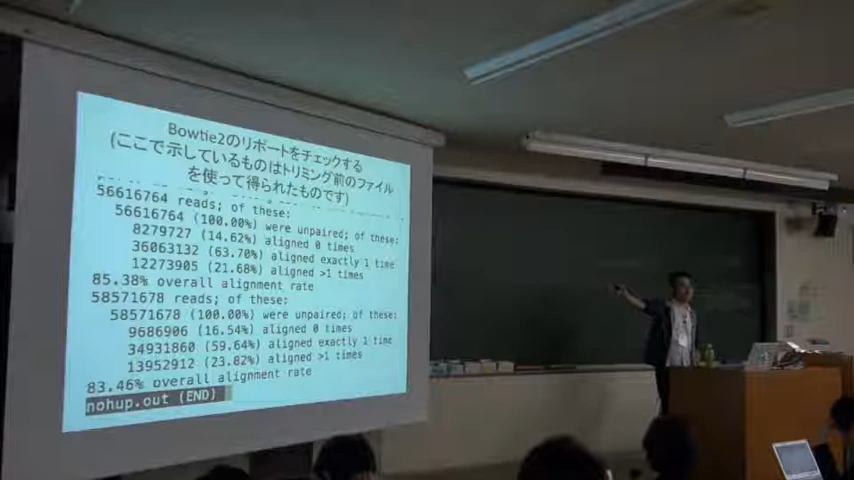 Bowtie2のリポートをチェックする
(ここで示しているものはトリミング前のファイル
を使って得られたものです)
56616764 reads; of these:
56616764 (100.00%) were unpaired; of these:
8279727 (14.62%) aligned 0 times
36063132 (63.70%) aligned exactly 1 time
12273905 (21.68%) aligned >1 times
85.38% overall alignment rate
58571678 reads; of these:
58571678 (100.00%) were unpaired; of these:
9686906 (16.54%) aligned 0 times
34931860 (59.64%) aligned exactly 1 time
13952912 (23.82%) aligned >1 times
83.46% overall alignment rate
nohup.out (END)